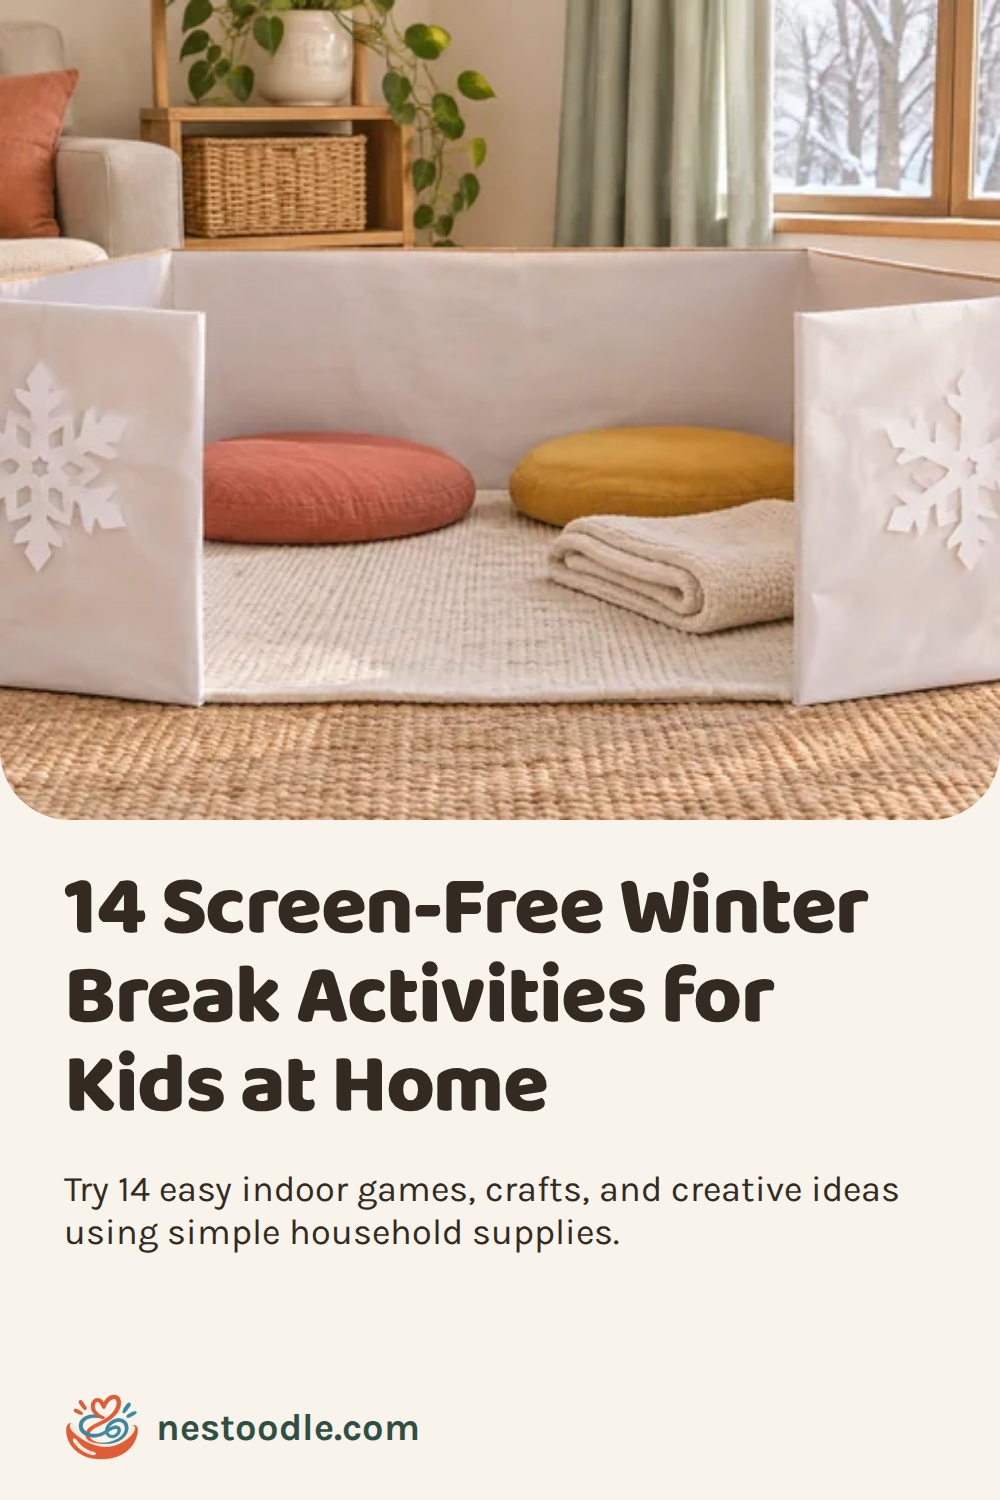 14 Screen-Free Winter
Break Activities for
Kids at Home
Try 14 easy indoor games, crafts, and creative ideas
using simple household supplies.
nestoodle.com